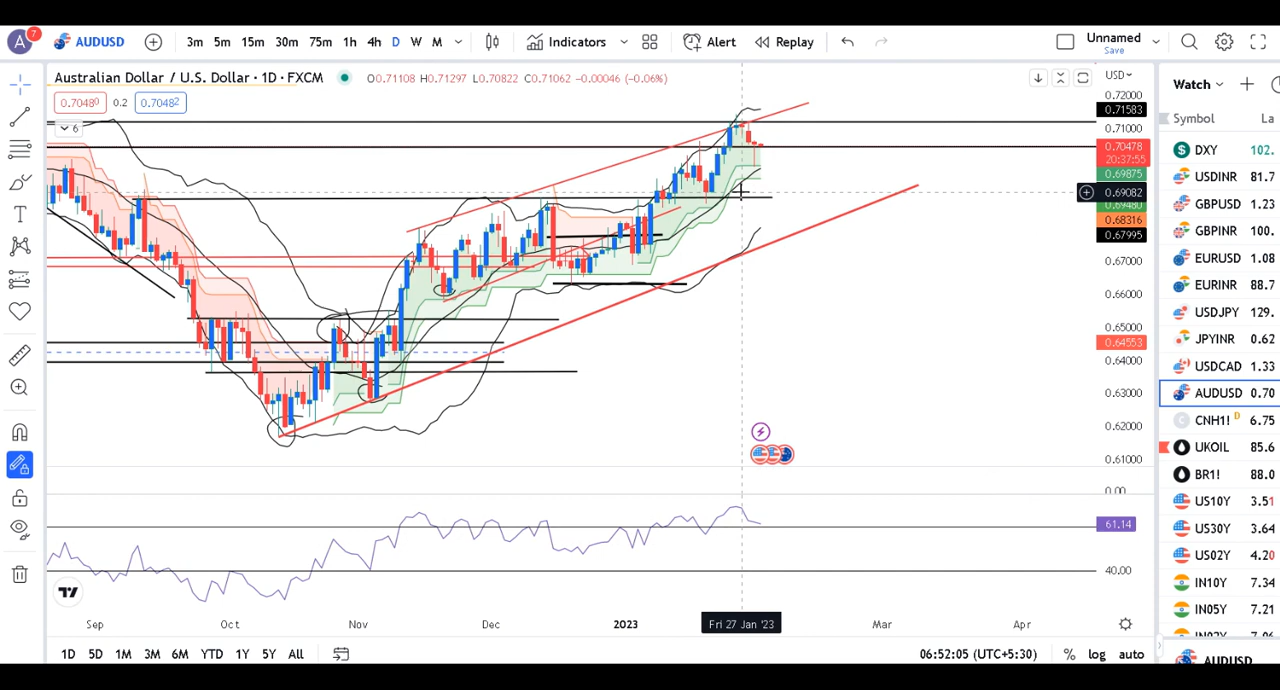 A 7 AUDUSD 3m 5m 15m 30m 75m 1h 4h D W M Indicators Alert Replay Unnamed
Save
Australian Dollar / U.S. Dollar · 1D · FXCM O0.71108 H0.71297 L0.70822 C0.71062 −0.00046 (−0.06%) USD
0.70480 0.2 0.70482
6
0.72000
0.71583
0.71000
0.70478
20:37:55
0.69875
0.69082
0.69480
0.68316
0.67995
0.67000
0.66000
0.65000
0.64553
0.64000
0.63000
0.62000
0.61000
0.00
61.14
40.00
Sep Oct Nov Dec 2023 Fri 27 Jan '23 Mar Apr
1D 5D 1M 3M 6M YTD 1Y 5Y All 06:52:05 (UTC+5:30) % log auto
Watch
Symbol La
DXY 102.
USDINR 81.7
GBPUSD 1.23
GBPINR 100.
EURUSD 1.08
EURINR 88.7
USDJPY 129.
JPYINR 0.62
USDCAD 1.33
AUDUSD 0.70
CNH1! D 6.75
UKOIL 85.6
BR1! 88.0
US10Y 3.51
US30Y 3.64
US02Y 4.20
IN10Y 7.34
IN05Y 7.21
AUDUSD